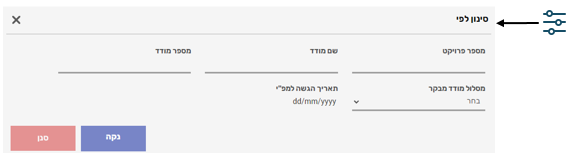 סינון לפי
מספר פרויקט
שם מודד
מספר מודד
מסלול מודד מבקר
בחר
תאריך הגשה למפ"י
dd/mm/yyyy
נקה
סנן